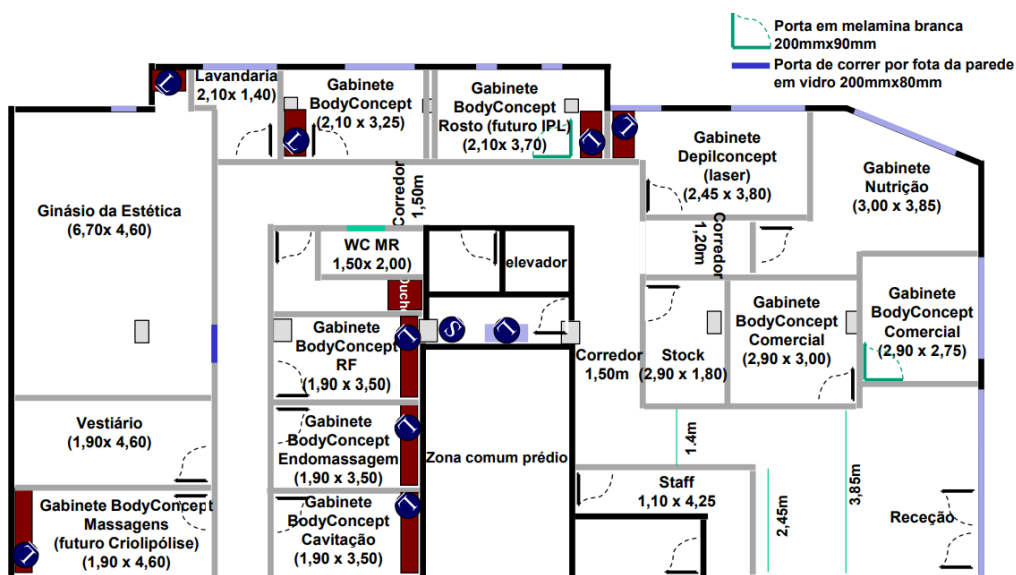 Porta em melamina branca
200mmx90mm
Porta de correr por fota da parede
em vidro 200mmx80mm
L
Lavandaria
2,10x 1,40)
Gabinete
BodyConcept
(2,10 x 3,25)
L
Gabinete
BodyConcept
Rosto (futuro IPL)
(2,10x 3,70)
L
L
Gabinete
Depilconcept
(laser)
(2,45 x 3,80)
Gabinete
Nutrição
(3,00 x 3,85)
Ginásio da Estética
(6,70x 4,60)
Corredor
1,50m
WC MR
1,50x 2,00)
elevador
Corredor
1,20m
Gabinete
BodyConcept
RF
(1,90 x 3,50)
L
S
L
Corredor
1,50m
Stock
(2,90 x 1,80)
Gabinete
BodyConcept
Comercial
(2,90 x 3,00)
Gabinete
BodyConcept
Comercial
(2,90 x 2,75)
Vestiário
(1,90x 4,60)
Gabinete
BodyConcept
Endomassagem
(1,90 x 3,50)
L
Zona comum prédio
1.4m
Staff
1,10 x 4,25
2,45m
3,85m
Receção
Gabinete BodyConcept
Massagens
(futuro Criolipólise)
(1,90 x 4,60)
L
Gabinete
BodyConcept
Cavitação
(1,90 x 3,50)
L